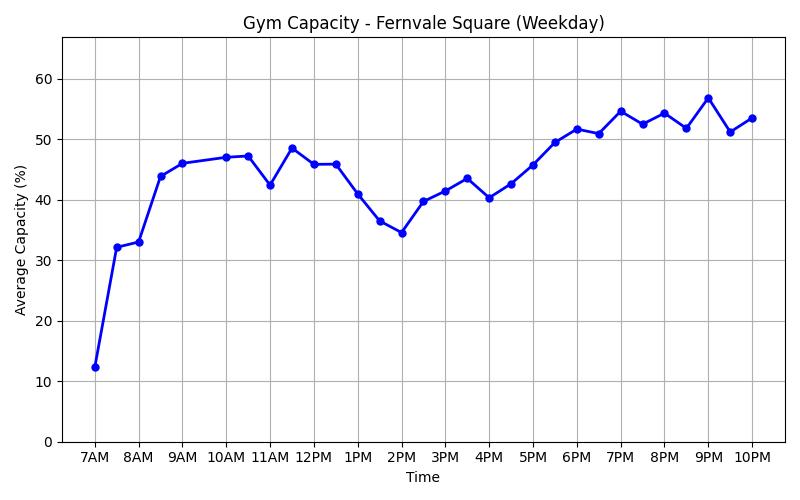 Gym Capacity - Fernvale Square (Weekday)
Average Capacity (%)
60
50
40
30
20
10
0
7AM 8AM 9AM 10AM 11AM 12PM 1PM 2PM 3PM 4PM 5PM 6PM 7PM 8PM 9PM 10PM
Time